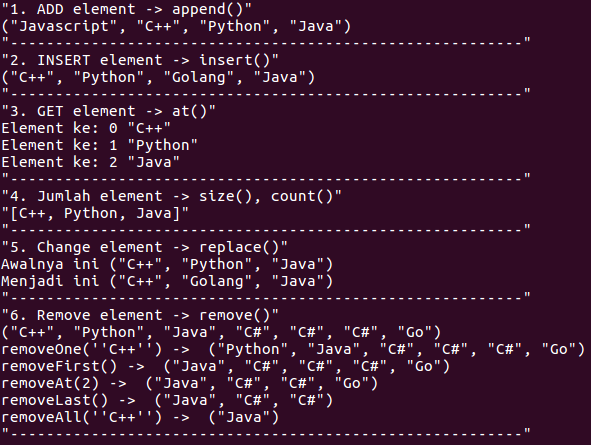 "1. ADD element -> append()"
("Javascript", "C++", "Python", "Java")
"---------------------------------------------------------"
"2. INSERT element -> insert()"
("C++", "Python", "Golang", "Java")
"---------------------------------------------------------"
"3. GET element -> at()"
Element ke: 0 "C++"
Element ke: 1 "Python"
Element ke: 2 "Java"
"---------------------------------------------------------"
"4. Jumlah element -> size(), count()"
"[C++, Python, Java]"
"---------------------------------------------------------"
"5. Change element -> replace()"
Awalnya ini ("C++", "Python", "Java")
Menjadi ini ("C++", "Golang", "Java")
"---------------------------------------------------------"
"6. Remove element -> remove()"
("C++", "Python", "Java", "C#", "C#", "C#", "Go")
removeOne(''C++'') ->  ("Python", "Java", "C#", "C#", "C#", "Go")
removeFirst() ->  ("Java", "C#", "C#", "C#", "Go")
removeAt(2) ->  ("Java", "C#", "C#", "Go")
removeLast() ->  ("Java", "C#", "C#")
removeAll(''C++'') ->  ("Java")
"---------------------------------------------------------"